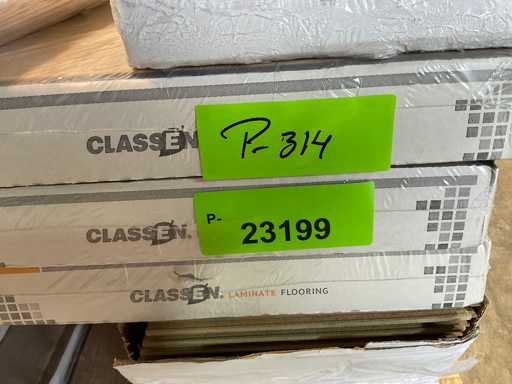 CLASSEN
P-314
CLASSEN.
P-
23199
CLASSEN. LAMINATE FLOORING